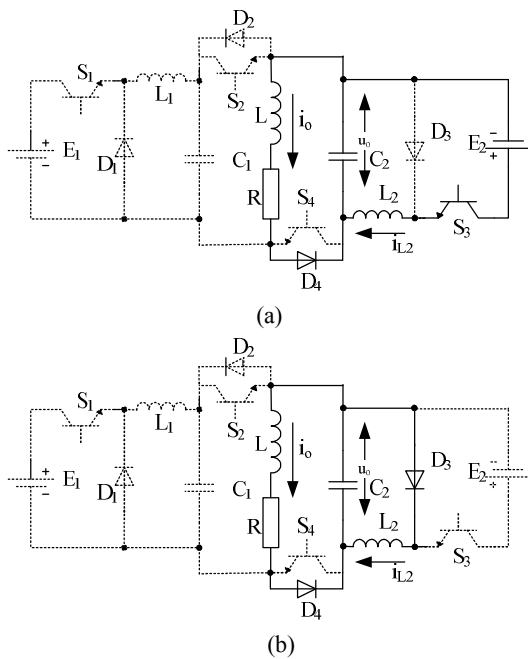 D2
S1
L1
S2
L
io
E1
+
-
D1
C1
uo
C2
D3
E2
-
+
R
S4
L2
iL2
S3
D4
(a)
D2
S1
L1
S2
L
io
E1
+
-
D1
C1
uo
C2
D3
E2
-
+
R
S4
L2
iL2
S3
D4
(b)